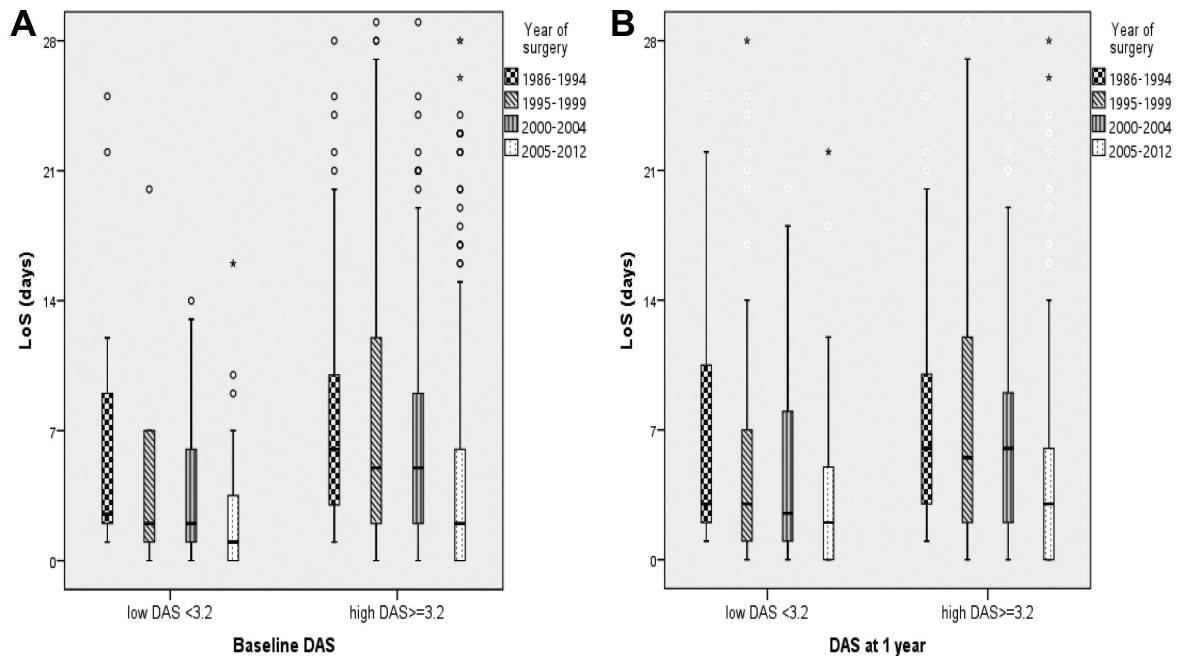 A
28
21
14
7
0
LoS (days)
low DAS <3.2
high DAS>=3.2
Baseline DAS
Year of
surgery
1986-1994
1995-1999
2000-2004
2005-2012
B
28
21
14
7
0
LoS (days)
low DAS <3.2
high DAS>=3.2
DAS at 1 year
Year of
surgery
1986-1994
1995-1999
2000-2004
2005-2012